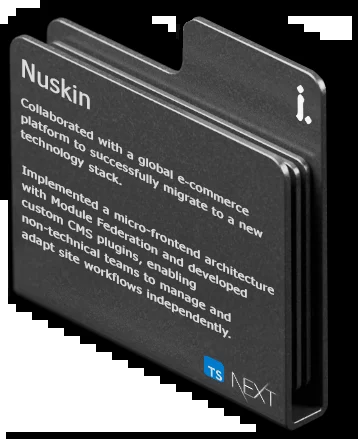 Nuskin
i.
Collaborated with a global e-commerce
platform to successfully migrate to a new
technology stack.
Implemented a micro-frontend architecture
with Module Federation and developed
custom CMS plugins, enabling
non-technical teams to manage and
adapt site workflows independently.
TS NEXT